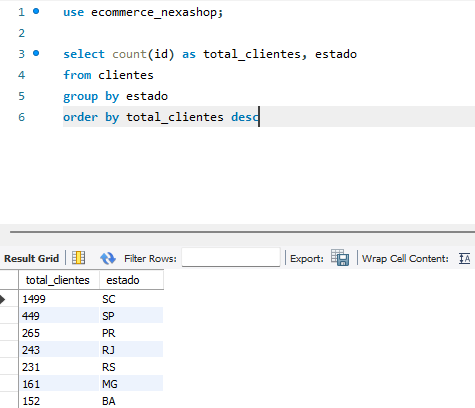 1 use ecommerce_nexashop;
2
3 select count(id) as total_clientes, estado
4 from clientes
5 group by estado
6 order by total_clientes desc
Result Grid Filter Rows: Export: Wrap Cell Content: IA
total_clientes estado
1499 SC
449 SP
265 PR
243 RJ
231 RS
161 MG
152 BA